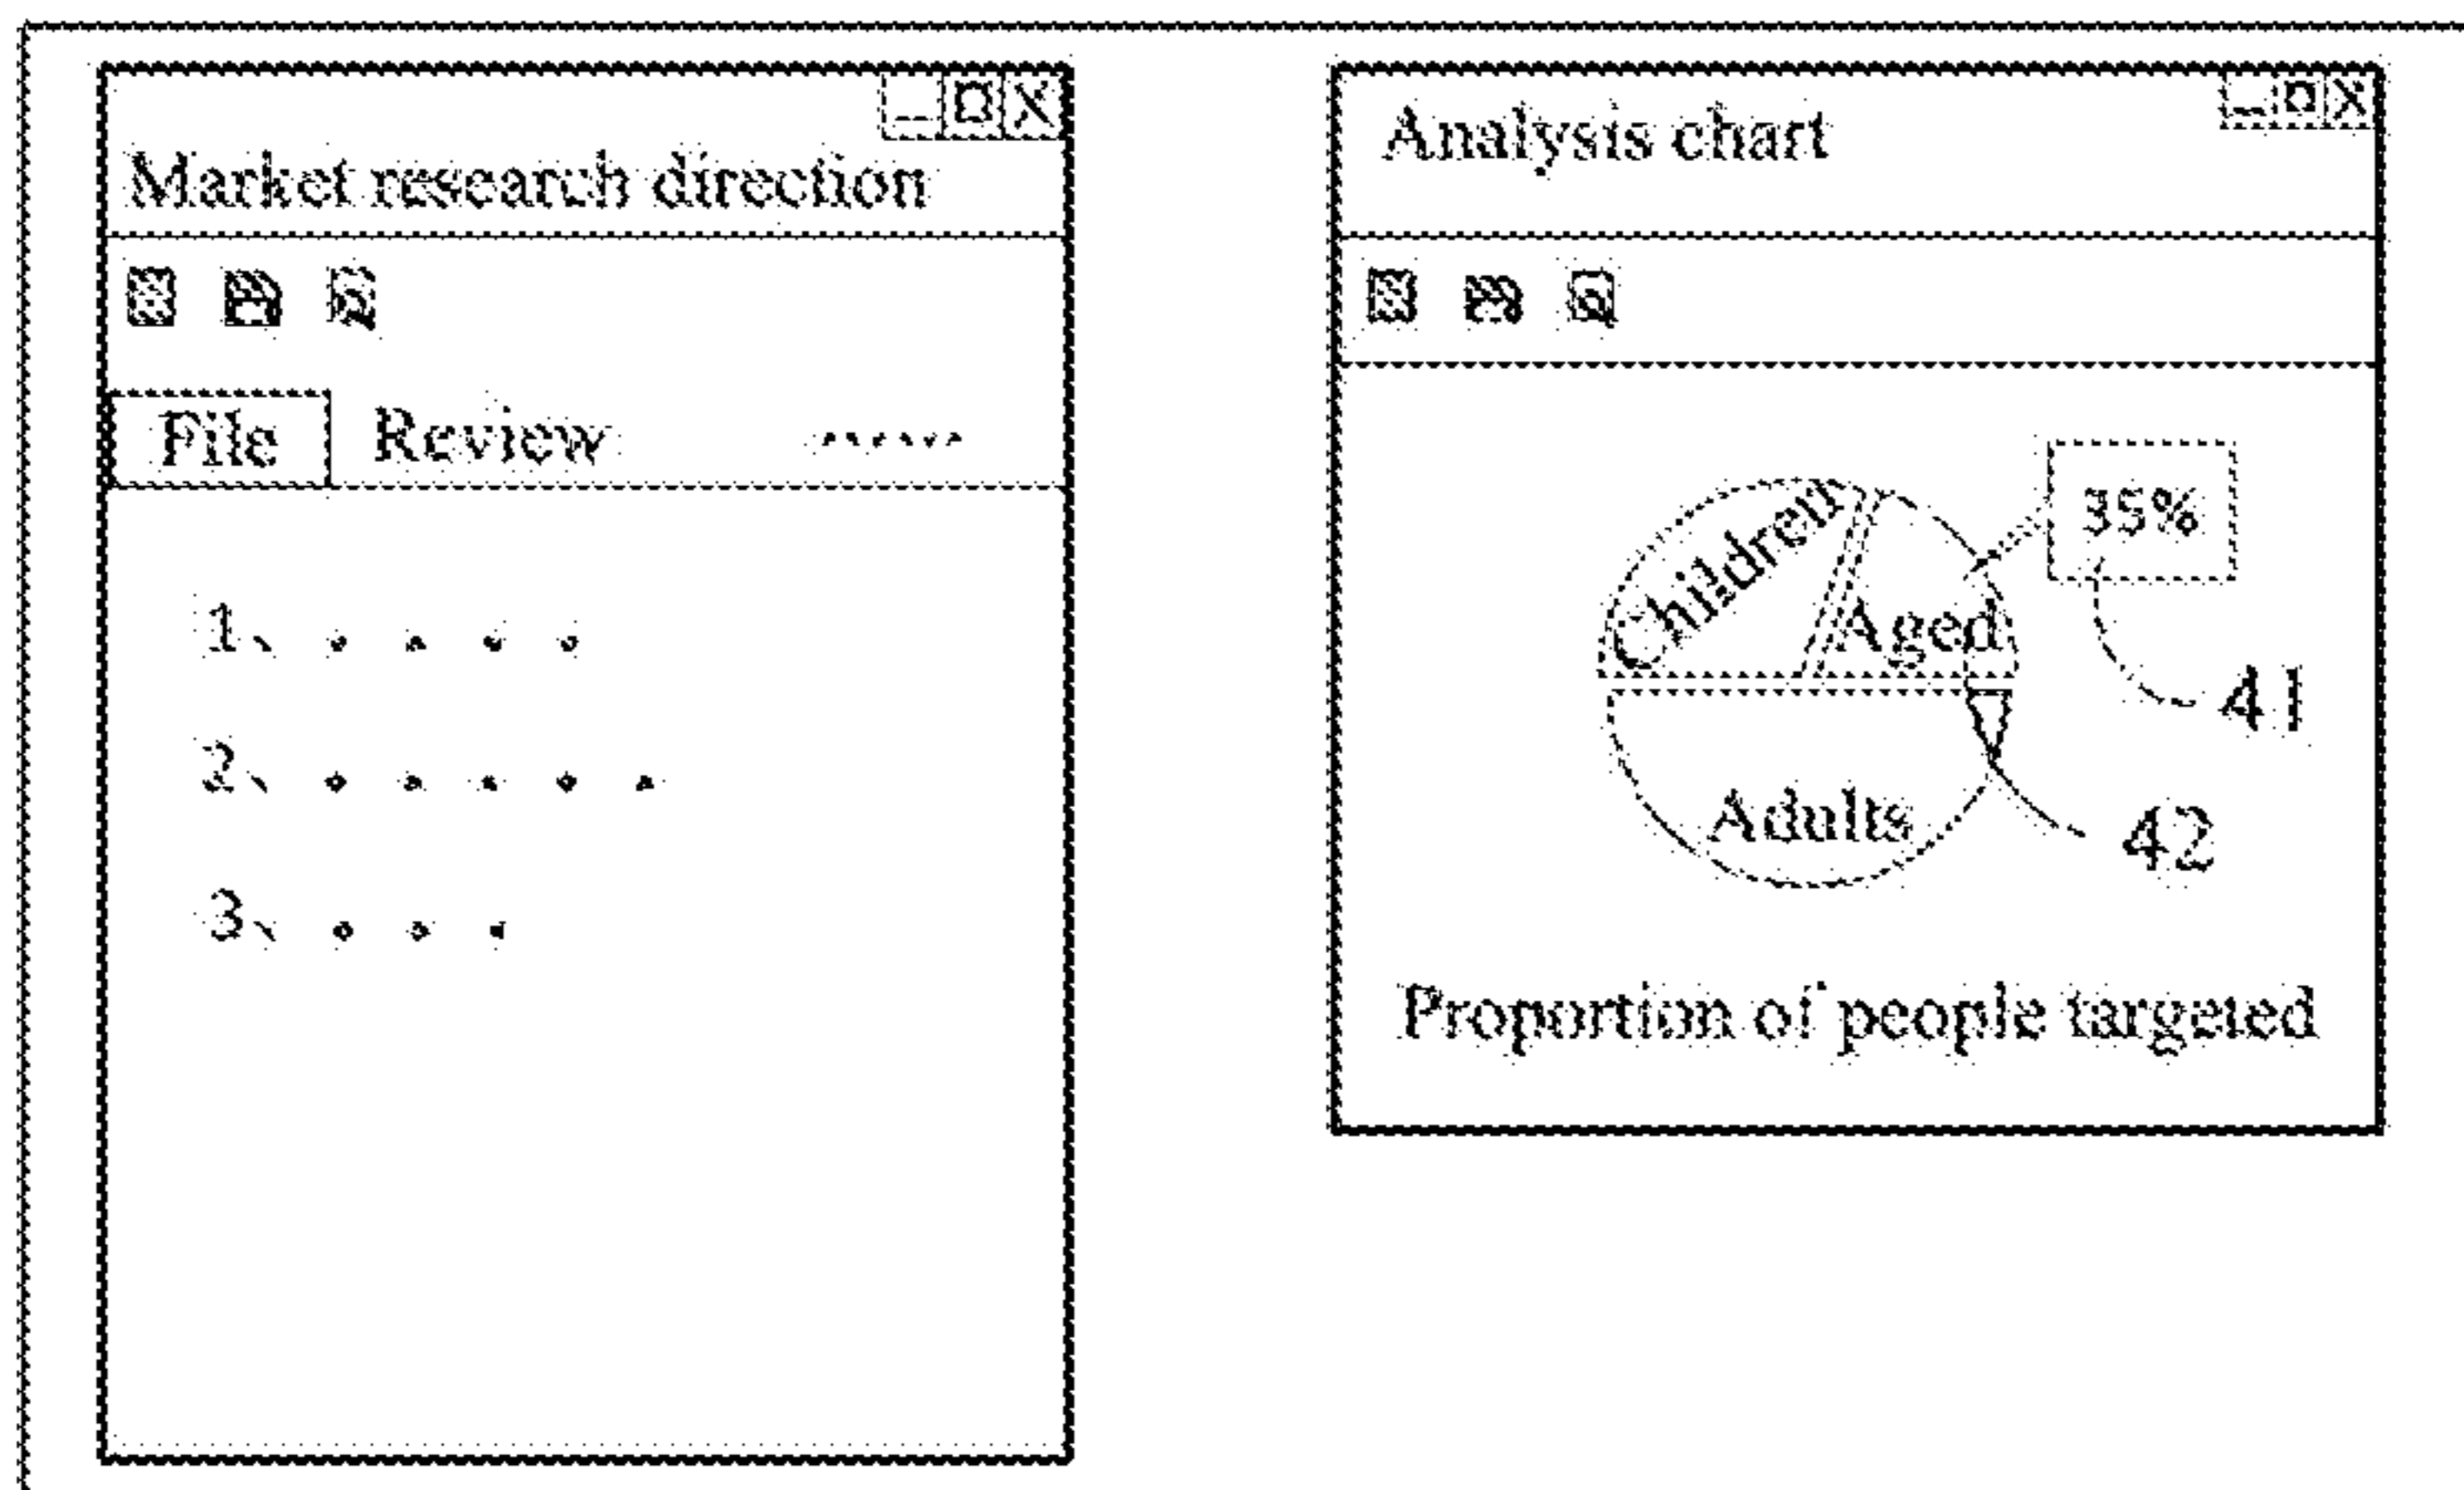 Market research direction
File Review ······
1、····
2、·····
3、···
Analysis chart
35%
Children
Aged
41
Adults
42
Proportion of people targeted